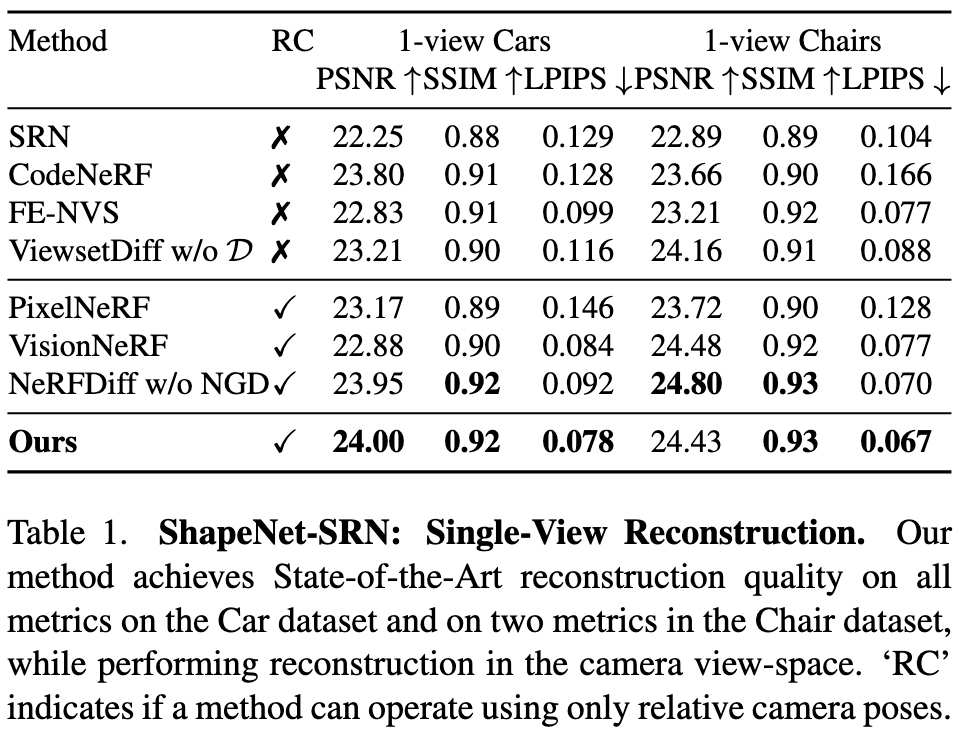 Method RC 1-view Cars 1-view Chairs
PSNR ↑ SSIM ↑ LPIPS ↓ PSNR ↑ SSIM ↑ LPIPS ↓
SRN ✗ 22.25 0.88 0.129 22.89 0.89 0.104
CodeNeRF ✗ 23.80 0.91 0.128 23.66 0.90 0.166
FE-NVS ✗ 22.83 0.91 0.099 23.21 0.92 0.077
ViewsetDiff w/o 𝒟 ✗ 23.21 0.90 0.116 24.16 0.91 0.088
PixelNeRF ✓ 23.17 0.89 0.146 23.72 0.90 0.128
VisionNeRF ✓ 22.88 0.90 0.084 24.48 0.92 0.077
NeRFDiff w/o NGD ✓ 23.95 0.92 0.092 24.80 0.93 0.070
Ours ✓ 24.00 0.92 0.078 24.43 0.93 0.067
Table 1. ShapeNet-SRN: Single-View Reconstruction. Our
method achieves State-of-the-Art reconstruction quality on all
metrics on the Car dataset and on two metrics in the Chair dataset,
while performing reconstruction in the camera view-space. ‘RC’
indicates if a method can operate using only relative camera poses.